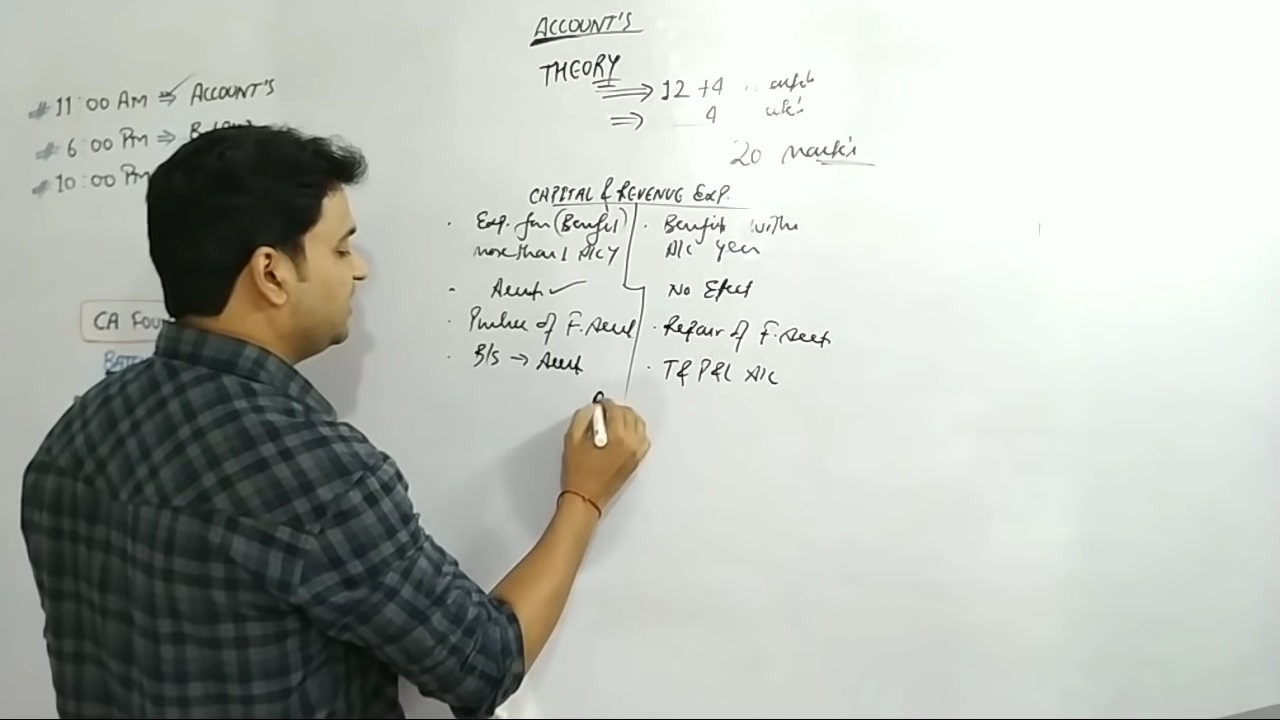 ACCOUNT'S
THEORY
⇒ 12 + 4
⇒ 4
20 Marks
# 11:00 AM ⇒ ACCOUNT'S
# 6:00 PM ⇒
# 10:00 PM
CAPITAL & REVENUE EXP.
· Exp. for (Benefit)
more than 1 A/c Y
· Benefit within
A/c year
· Asset ✓
No Effect
· Purchase of F. Asset
· Repair of F. Asset
· B/S → Asset
· T& P&L A/c
CA FOU
BATC